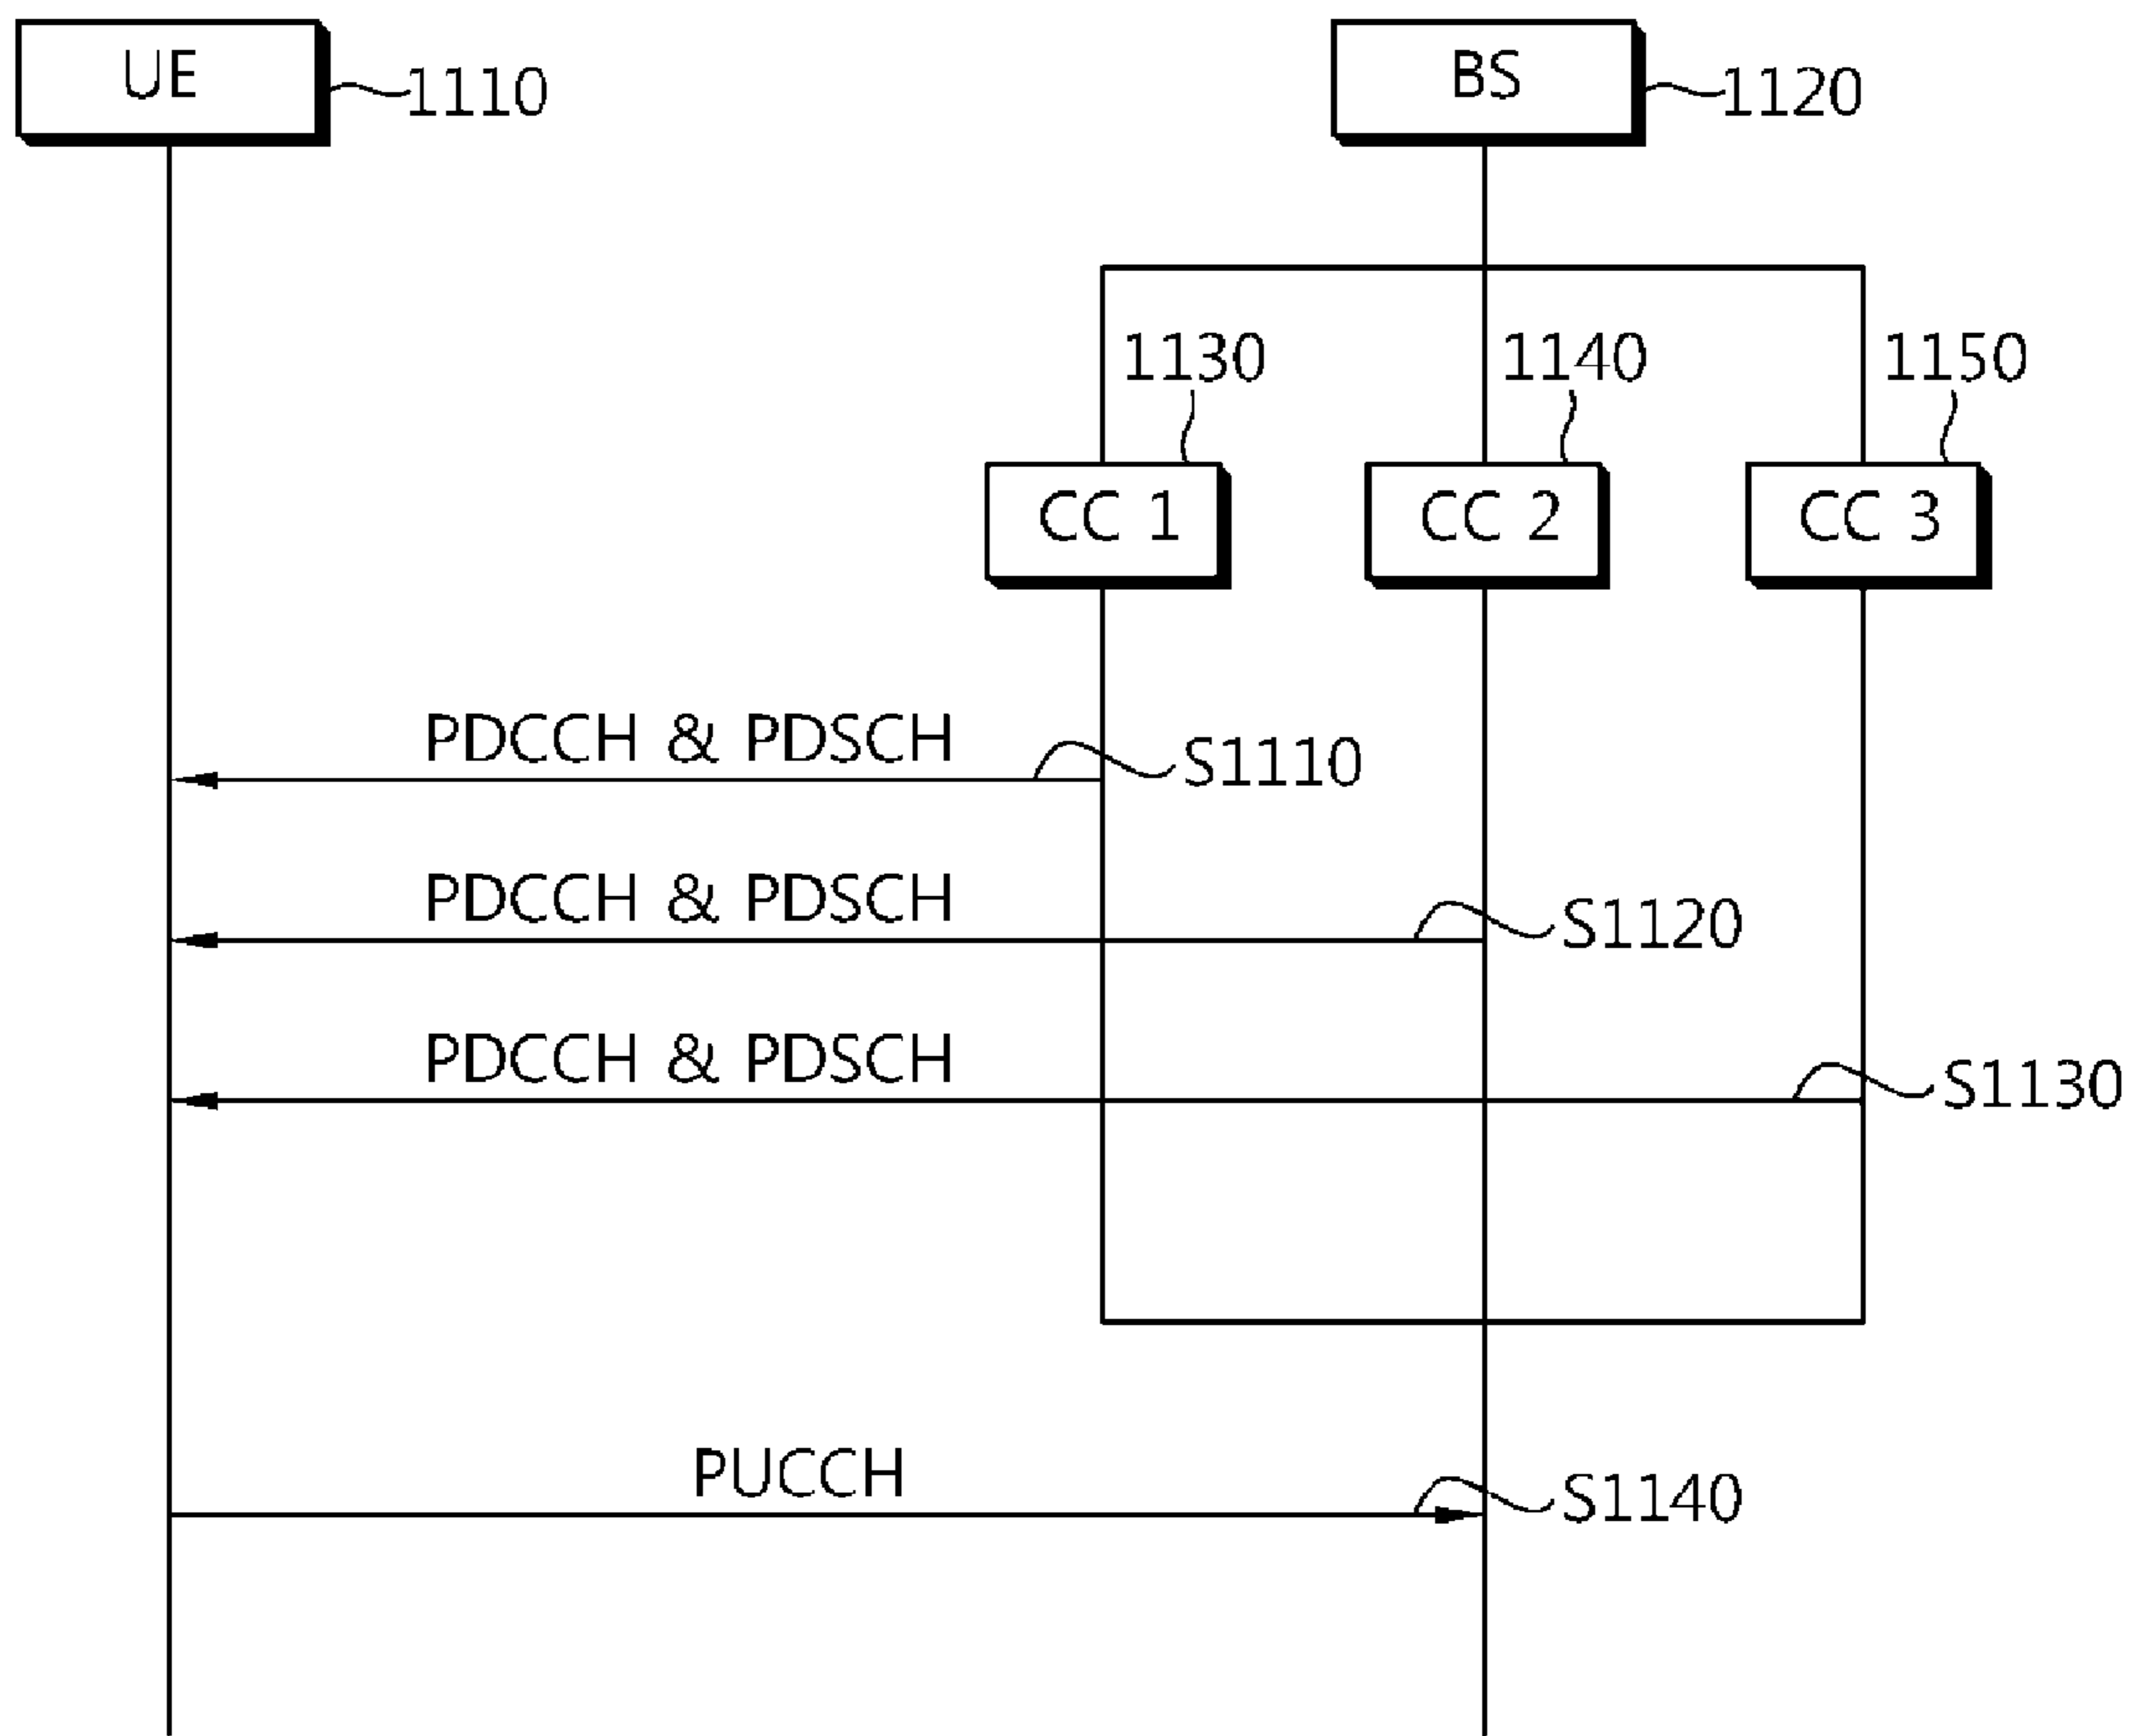 UE
1110
BS
1120
1130
1140
1150
CC 1
CC 2
CC 3
PDCCH & PDSCH
S1110
PDCCH & PDSCH
S1120
PDCCH & PDSCH
S1130
PUCCH
S1140